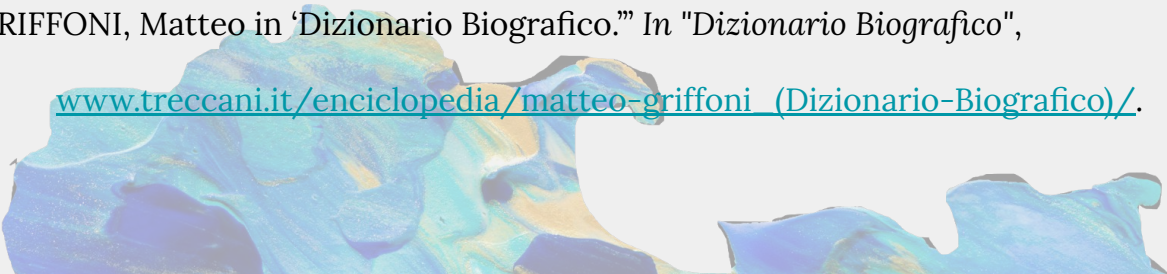 RIFFONI, Matteo in ‘Dizionario Biografico.’” In "Dizionario Biografico",
www.treccani.it/enciclopedia/matteo-griffoni_(Dizionario-Biografico)/.